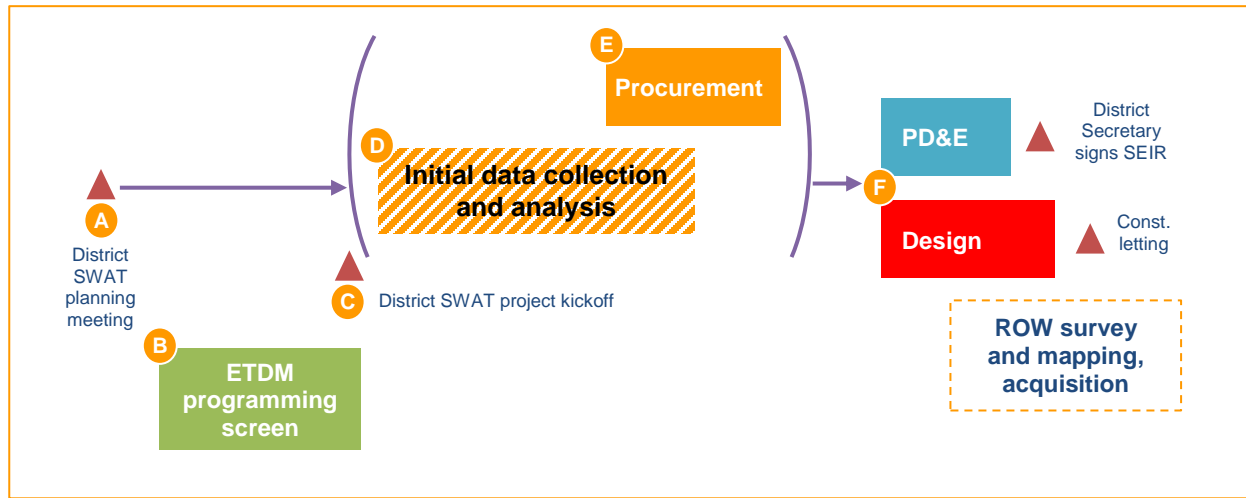 E
Procurement
D
Initial data collection
and analysis
PD&E
District
Secretary
signs SEIR
F
Design
Const.
letting
A
District
SWAT
planning
meeting
C
District SWAT project kickoff
B
ETDM
programming
screen
ROW survey
and mapping,
acquisition